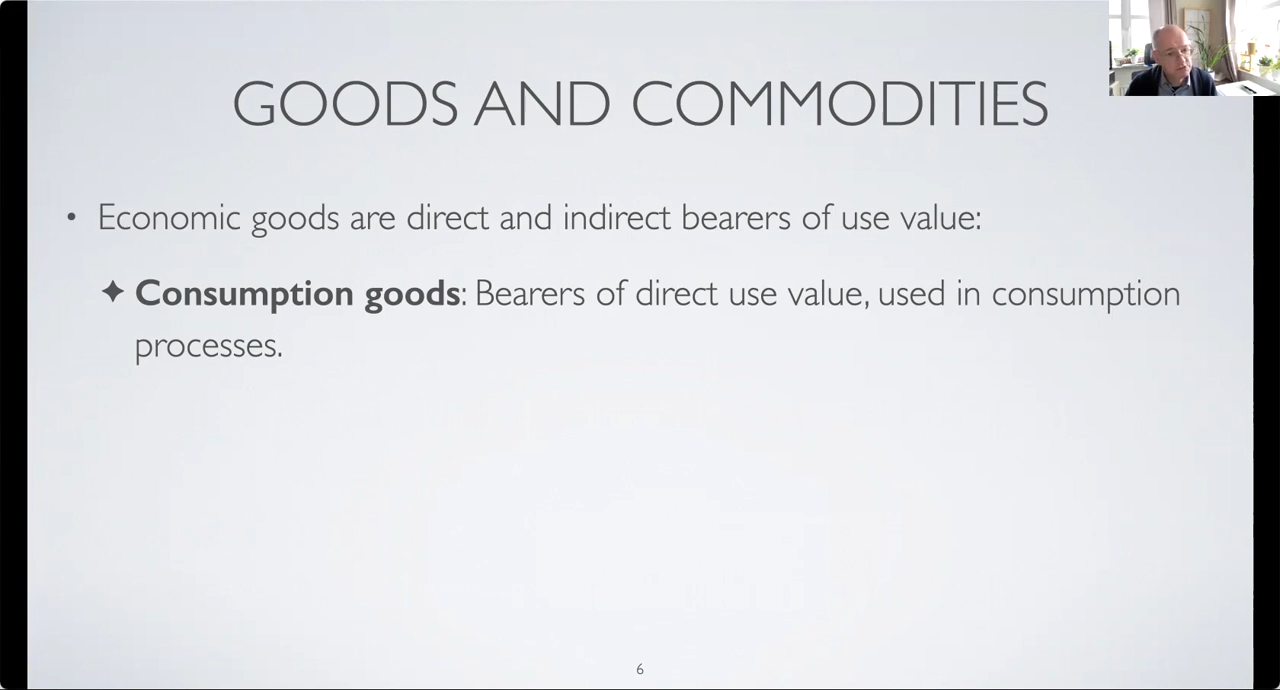 GOODS AND COMMODITIES
• Economic goods are direct and indirect bearers of use value:
✦ Consumption goods: Bearers of direct use value, used in consumption
processes.
6